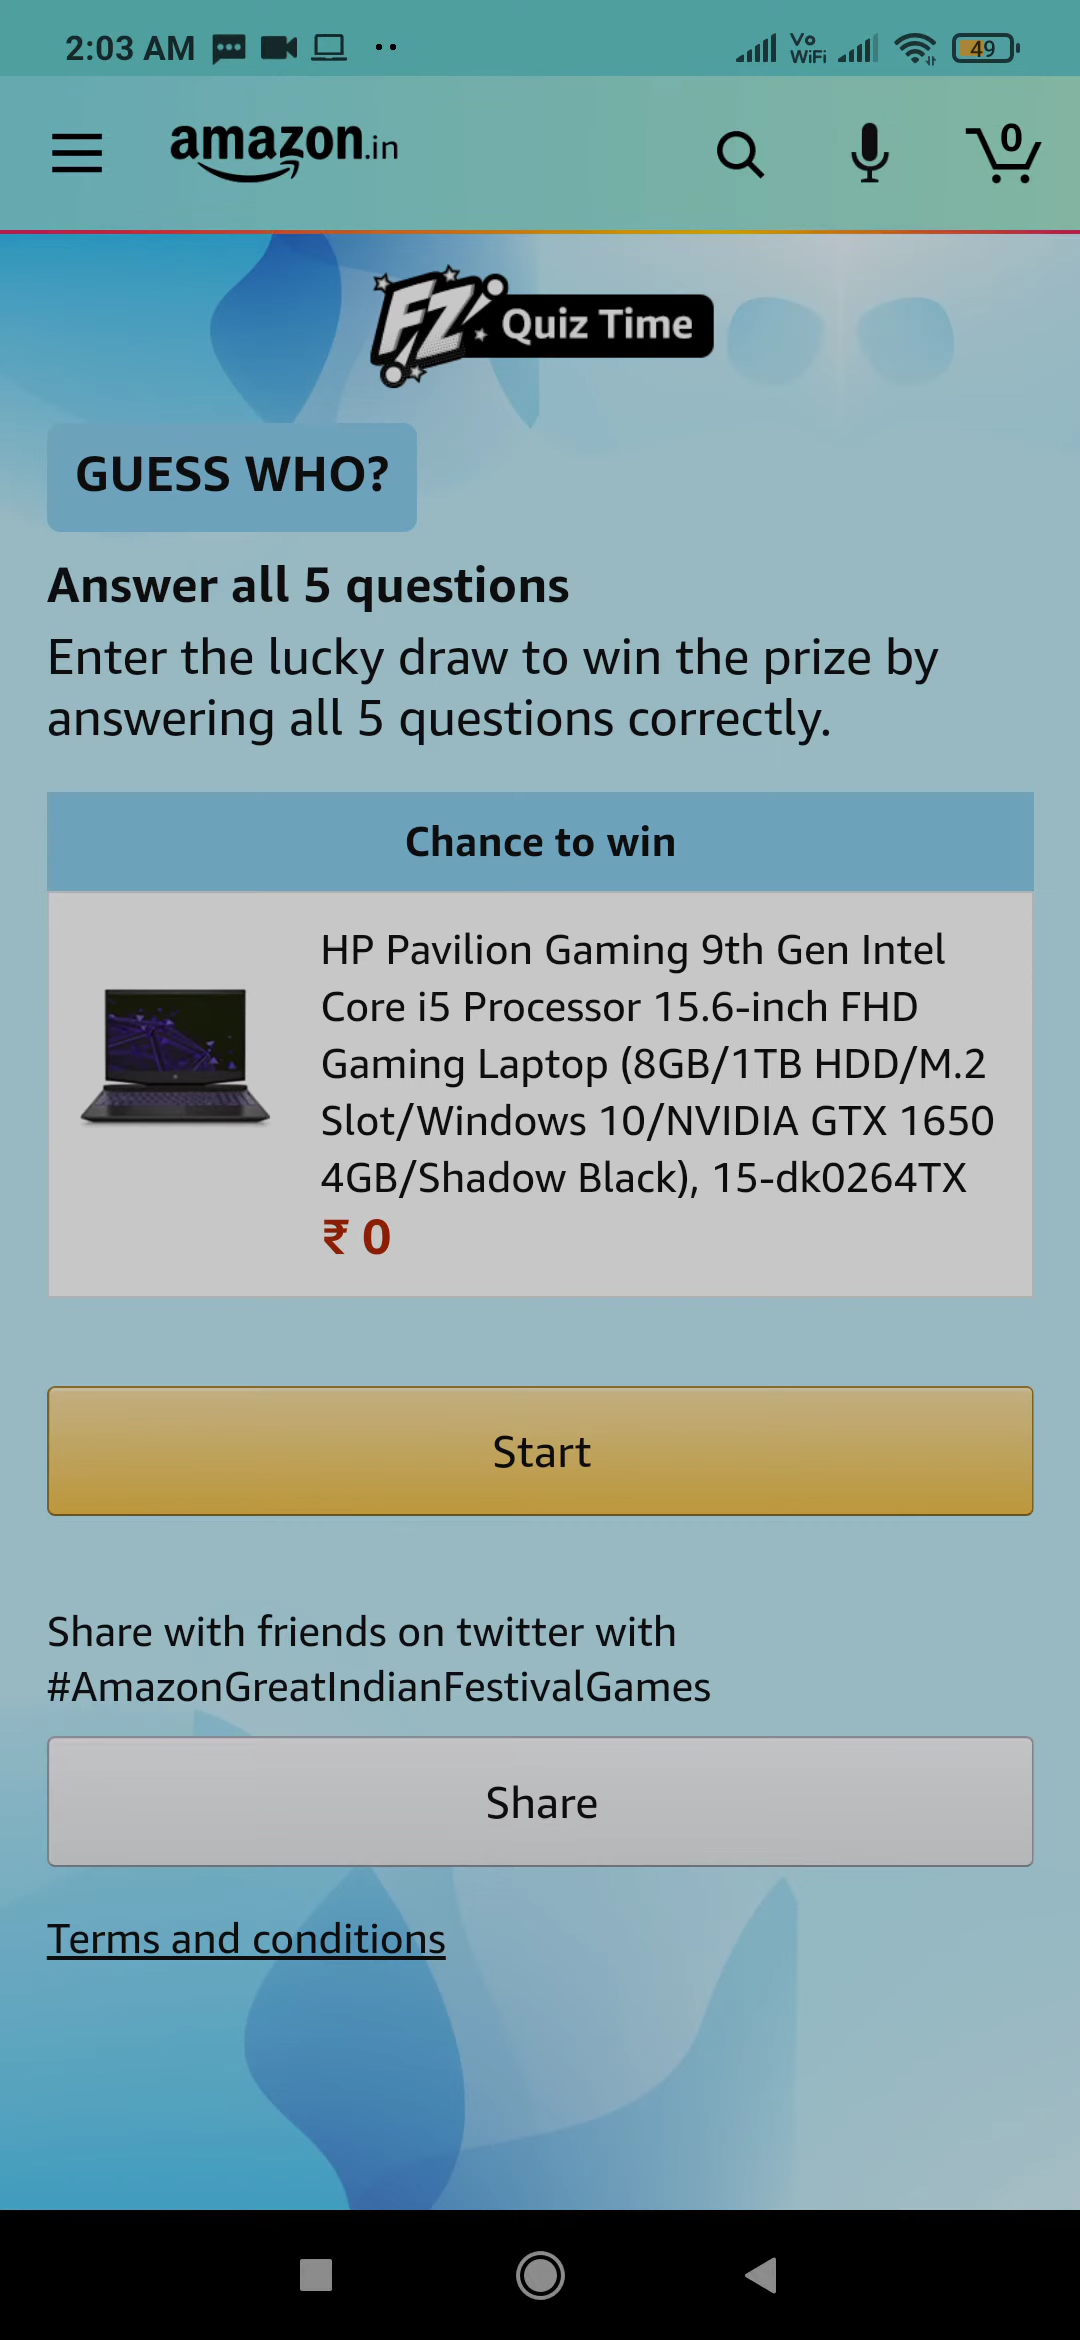 2:03 AM
Vo
WiFi
49
amazon.in
0
FZ Quiz Time
GUESS WHO?
Answer all 5 questions
Enter the lucky draw to win the prize by
answering all 5 questions correctly.
Chance to win
HP Pavilion Gaming 9th Gen Intel
Core i5 Processor 15.6-inch FHD
Gaming Laptop (8GB/1TB HDD/M.2
Slot/Windows 10/NVIDIA GTX 1650
4GB/Shadow Black), 15-dk0264TX
₹ 0
Start
Share with friends on twitter with
#AmazonGreatIndianFestivalGames
Share
Terms and conditions